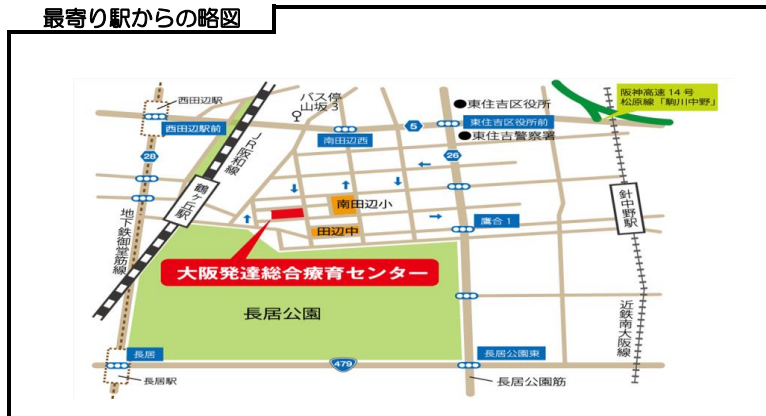 最寄り駅からの略図
西田辺駅
バス停
山坂3
阪神高速14号
松原線「駒川中野」
●東住吉区役所
西田辺駅前
南田辺西
5
東住吉区役所前
●東住吉警察署
28
JR阪和線
26
鶴ヶ丘駅
南田辺小
針中野駅
地下鉄御堂筋線
田辺中
鷹合1
大阪発達総合療育センター
長居公園
近鉄南大阪線
長居
479
長居公園東
長居駅
長居公園筋